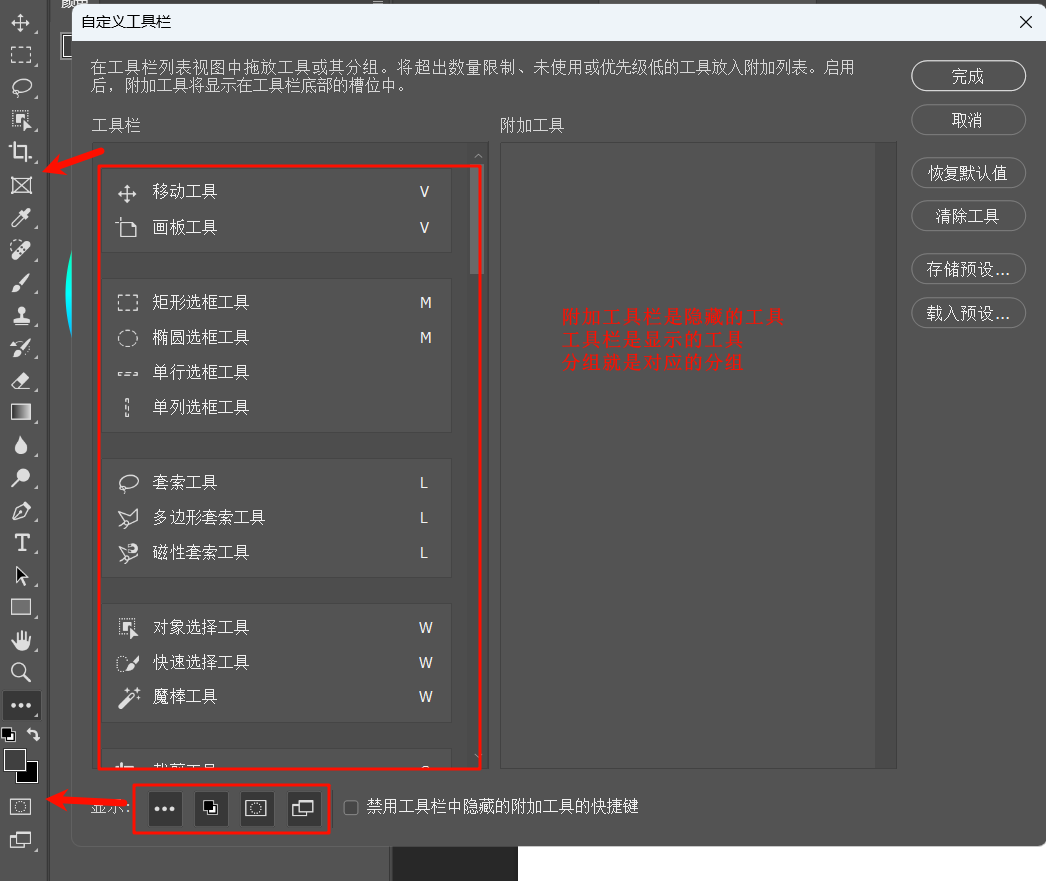 自定义工具栏
在工具栏列表视图中拖放工具或其分组。将超出数量限制、未使用或优先级低的工具放入附加列表。启用
后，附加工具将显示在工具栏底部的槽位中。
完成
取消
恢复默认值
清除工具
存储预设...
载入预设...
工具栏
附加工具
移动工具 V
画板工具 V
矩形选框工具 M
椭圆选框工具 M
单行选框工具
单列选框工具
套索工具 L
多边形套索工具 L
磁性套索工具 L
对象选择工具 W
快速选择工具 W
魔棒工具 W
附加工具栏是隐藏的工具
工具栏是显示的工具
分组就是对应的分组
显示:
禁用工具栏中隐藏的附加工具的快捷键